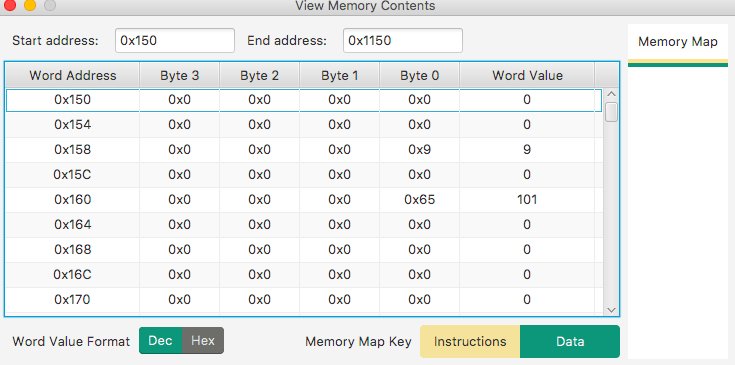 View Memory Contents
Start address: 0x150 End address: 0x1150 Memory Map
Word Address Byte 3 Byte 2 Byte 1 Byte 0 Word Value
0x150 0x0 0x0 0x0 0x0 0
0x154 0x0 0x0 0x0 0x0 0
0x158 0x0 0x0 0x0 0x9 9
0x15C 0x0 0x0 0x0 0x0 0
0x160 0x0 0x0 0x0 0x65 101
0x164 0x0 0x0 0x0 0x0 0
0x168 0x0 0x0 0x0 0x0 0
0x16C 0x0 0x0 0x0 0x0 0
0x170 0x0 0x0 0x0 0x0 0
Word Value Format Dec Hex Memory Map Key Instructions Data